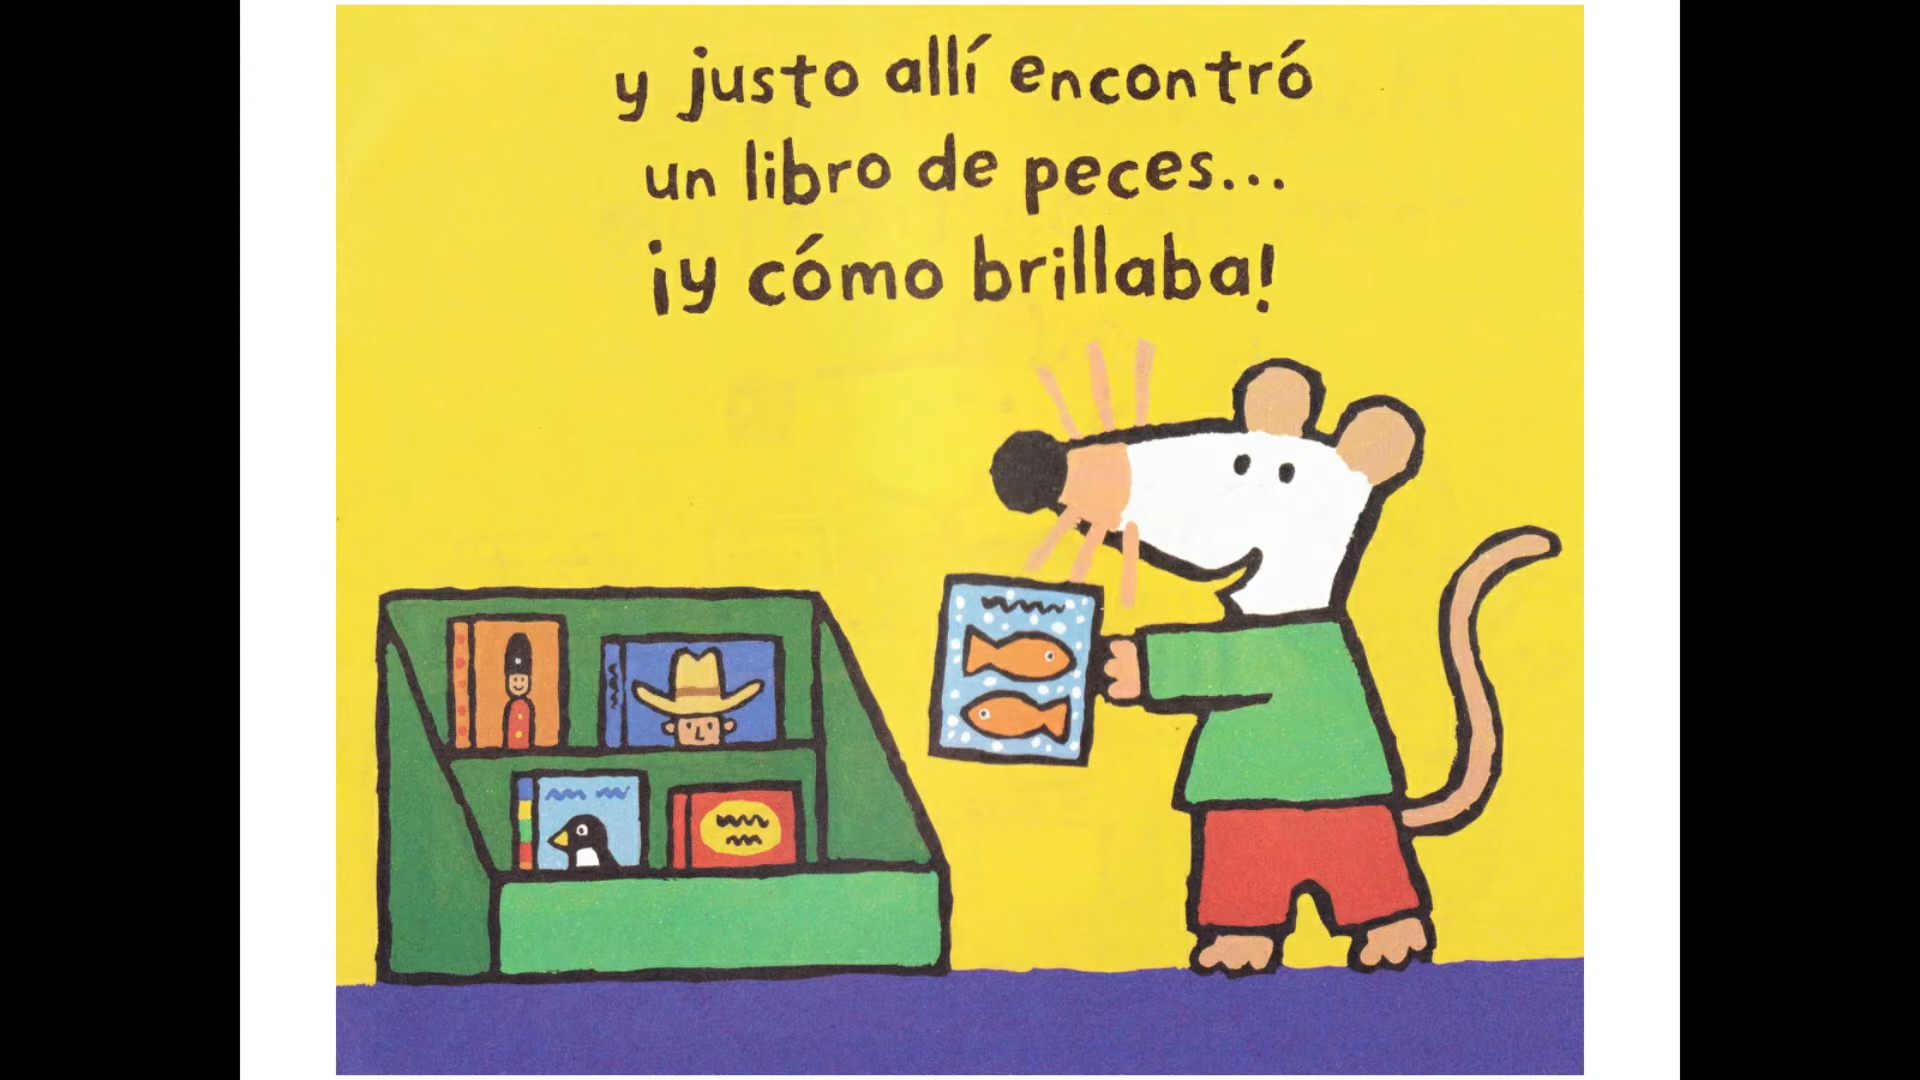 y justo allí encontró
un libro de peces...
¡y cómo brillaba!